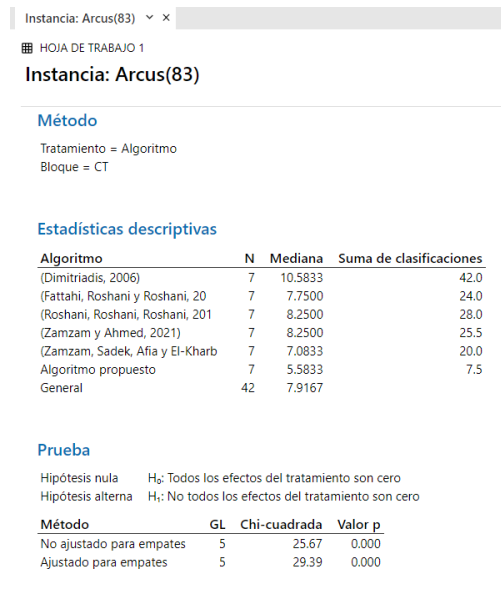 Instancia: Arcus(83)
HOJA DE TRABAJO 1
Instancia: Arcus(83)
Método
Tratamiento = Algoritmo
Bloque = CT
Estadísticas descriptivas
Algoritmo N Mediana Suma de clasificaciones
(Dimitriadis, 2006) 7 10.5833 42.0
(Fattahi, Roshani y Roshani, 20 7 7.7500 24.0
(Roshani, Roshani, Roshani, 201 7 8.2500 28.0
(Zamzam y Ahmed, 2021) 7 8.2500 25.5
(Zamzam, Sadek, Afia y El-Kharb 7 7.0833 20.0
Algoritmo propuesto 7 5.5833 7.5
General 42 7.9167
Prueba
Hipótesis nula H₀: Todos los efectos del tratamiento son cero
Hipótesis alterna H₁: No todos los efectos del tratamiento son cero
Método GL Chi-cuadrada Valor p
No ajustado para empates 5 25.67 0.000
Ajustado para empates 5 29.39 0.000